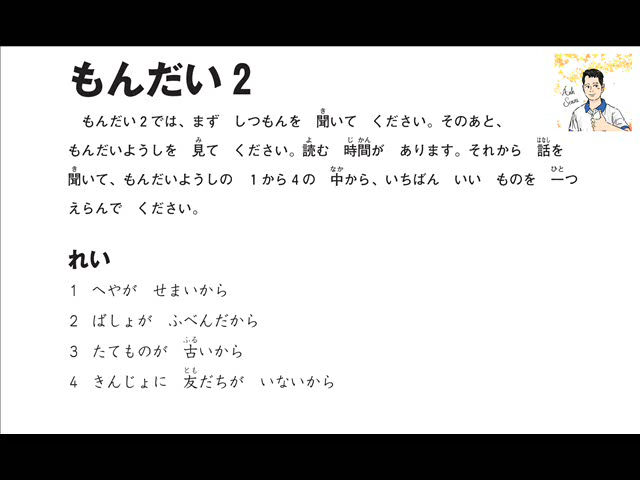 もんだい2
もんだい2では、まず しつもんを 聞いて ください。そのあと、
もんだいようしを 見て ください。読む 時間が あります。それから 話を
聞いて、もんだいようしの 1から4の 中から、いちばん いい ものを 一つ
えらんで ください。
れい
1 へやが せまいから
2 ばしょが ふべんだから
3 たてものが 古いから
4 きんじょに 友だちが いないから